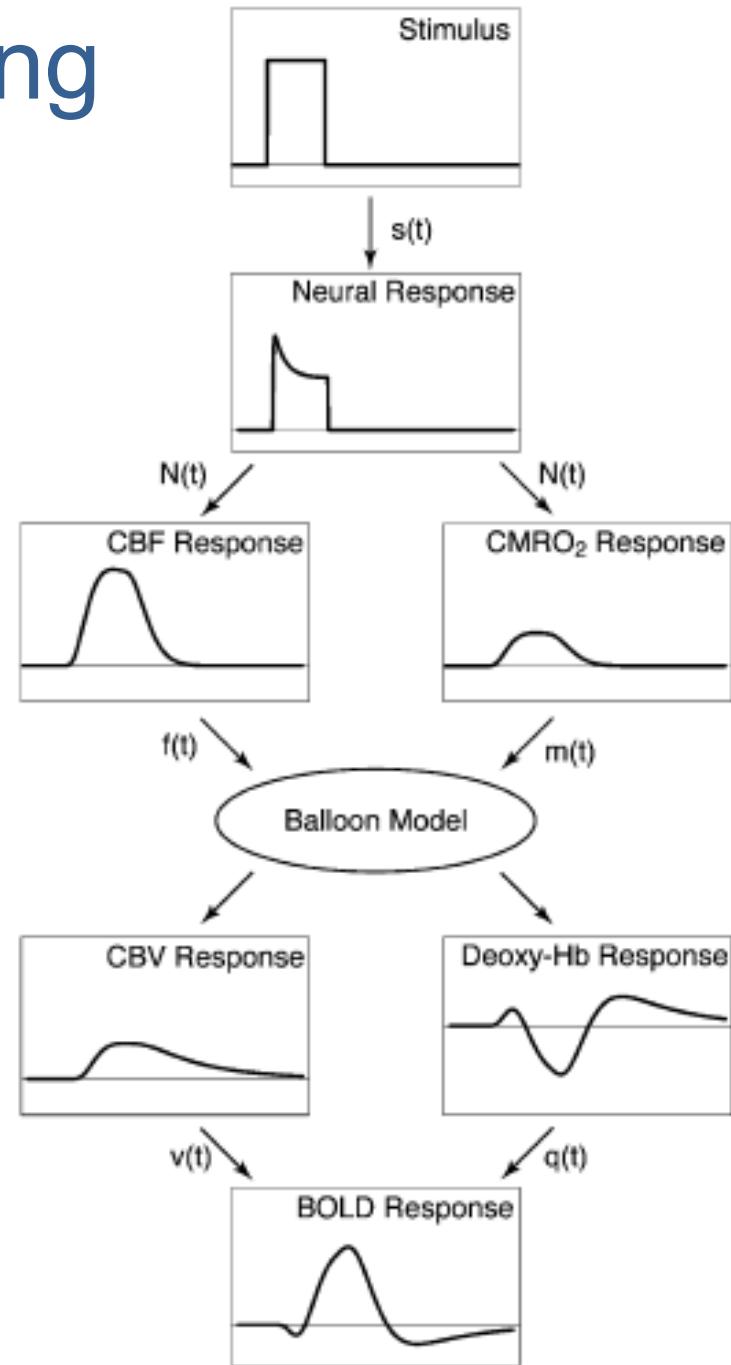 ng
Stimulus
s(t)
Neural Response
N(t) N(t)
CBF Response CMRO₂ Response
f(t) m(t)
Balloon Model
CBV Response Deoxy-Hb Response
v(t) q(t)
BOLD Response